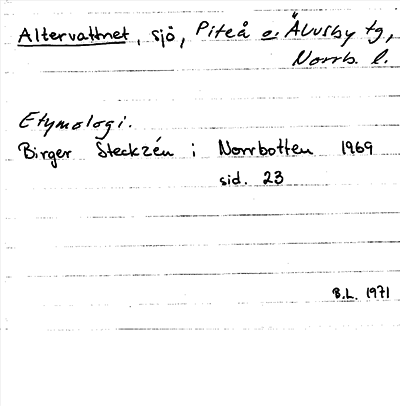 Altervattnet, sjö, Piteå o. Älvsby tg,
Norrb. l.
Etymologi.
Birger Steckzén i Norrbotten 1969
sid. 23
B.L. 1971